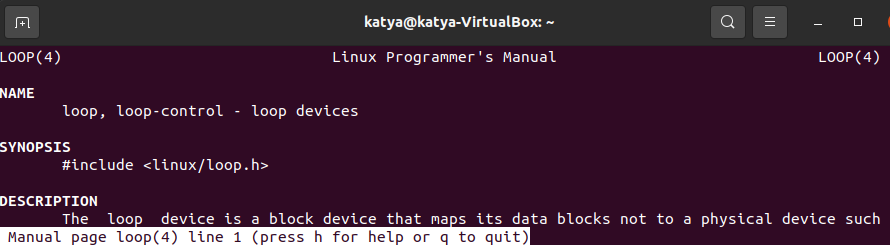 katya@katya-VirtualBox: ~
LOOP(4) Linux Programmer's Manual LOOP(4)
NAME
loop, loop-control - loop devices
SYNOPSIS
#include <linux/loop.h>
DESCRIPTION
The  loop  device is a block device that maps its data blocks not to a physical device such
Manual page loop(4) line 1 (press h for help or q to quit)